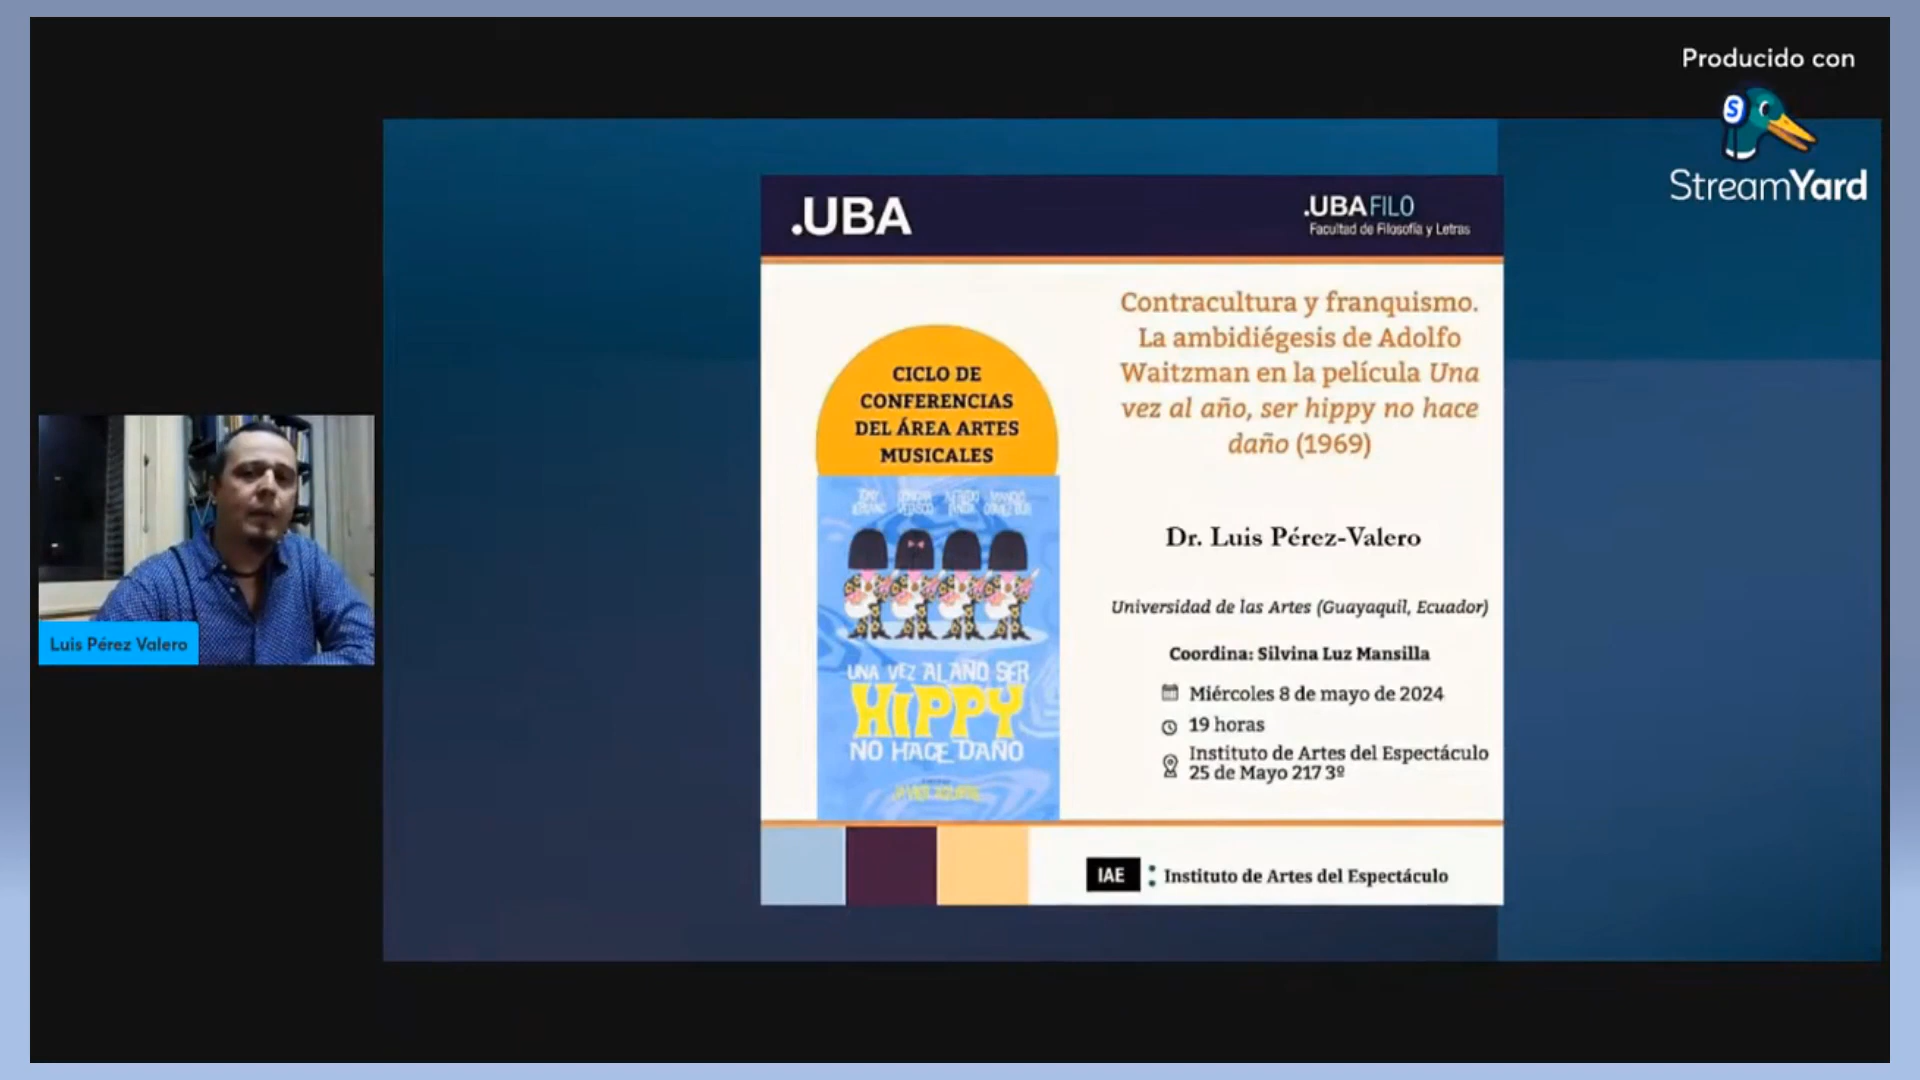 Producido con
StreamYard
Luis Pérez Valero
.UBA
.UBAFILO
Facultad de Filosofía y Letras
CICLO DE
CONFERENCIAS
DEL ÁREA ARTES
MUSICALES
UNA VEZ AL AÑO SER
HIPPY
NO HACE DAÑO
Contracultura y franquismo.
La ambidiégesis de Adolfo
Waitzman en la película Una
vez al año, ser hippy no hace
daño (1969)
Dr. Luis Pérez-Valero
Universidad de las Artes (Guayaquil, Ecuador)
Coordina: Silvina Luz Mansilla
Miércoles 8 de mayo de 2024
19 horas
Instituto de Artes del Espectáculo
25 de Mayo 217 3º
IAE : Instituto de Artes del Espectáculo